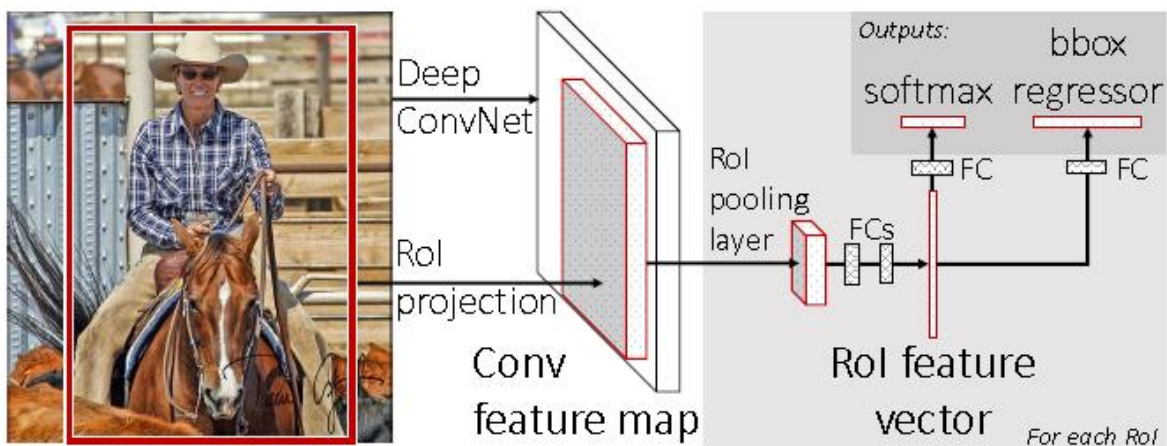 Deep
ConvNet
RoI
projection
Conv
feature map
RoI
pooling
layer
FCs
Outputs:
softmax
bbox
regressor
FC
FC
RoI feature
vector
For each RoI